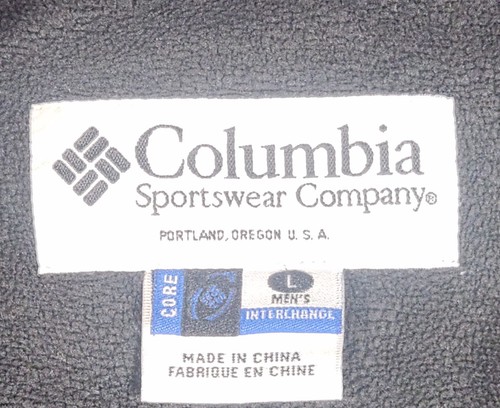 Columbia
Sportswear Company®
PORTLAND, OREGON U. S. A.
CORE
L
MEN'S
INTERCHANGE
MADE IN CHINA
FABRIQUE EN CHINE